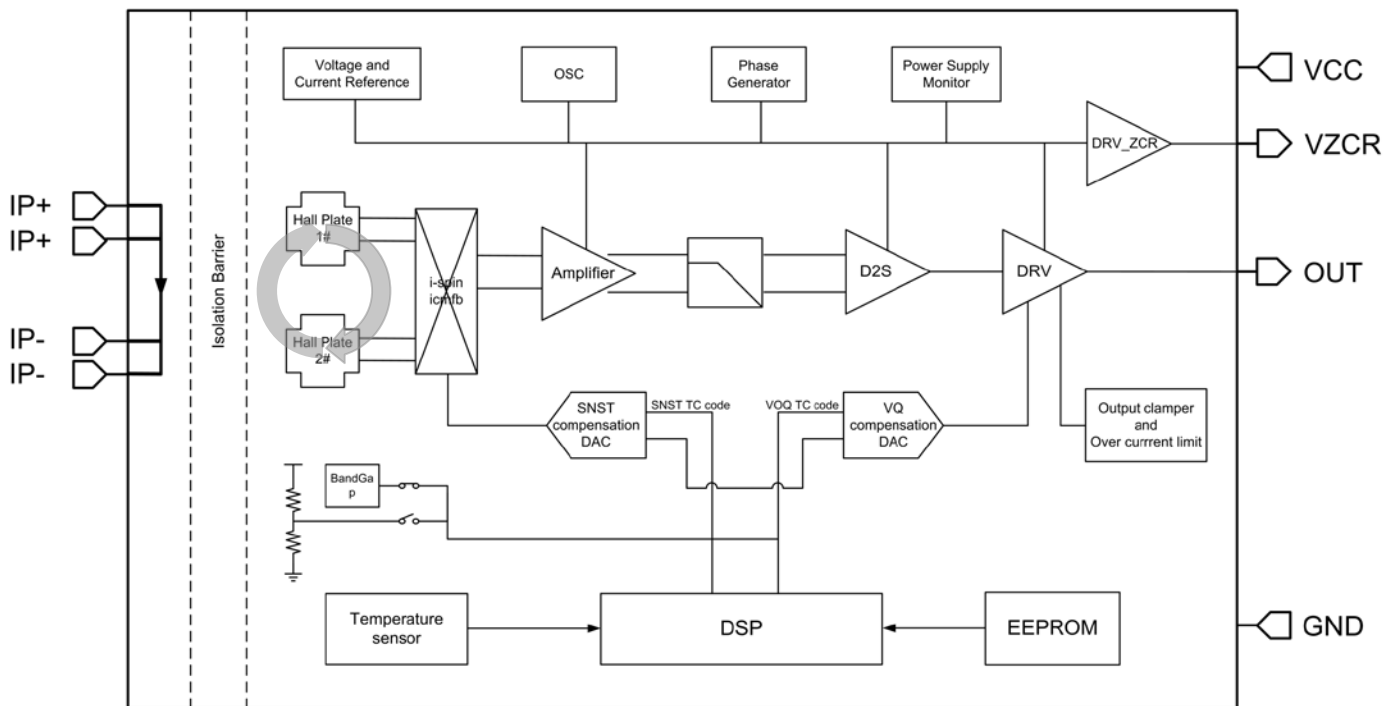 Voltage and
Current Reference
OSC
Phase
Generator
Power Supply
Monitor
VCC
DRV_ZCR
VZCR
IP+
IP+
IP-
IP-
Isolation Barrier
Hall Plate
1#
Hall Plate
2#
i-spin
icmfb
Amplifier
D2S
DRV
OUT
SNST
compensation
DAC
SNST TC code
VOQ TC code
VQ
compensation
DAC
Output clamper
and
Over currrent limit
BandGa
p
Temperature
sensor
DSP
EEPROM
GND